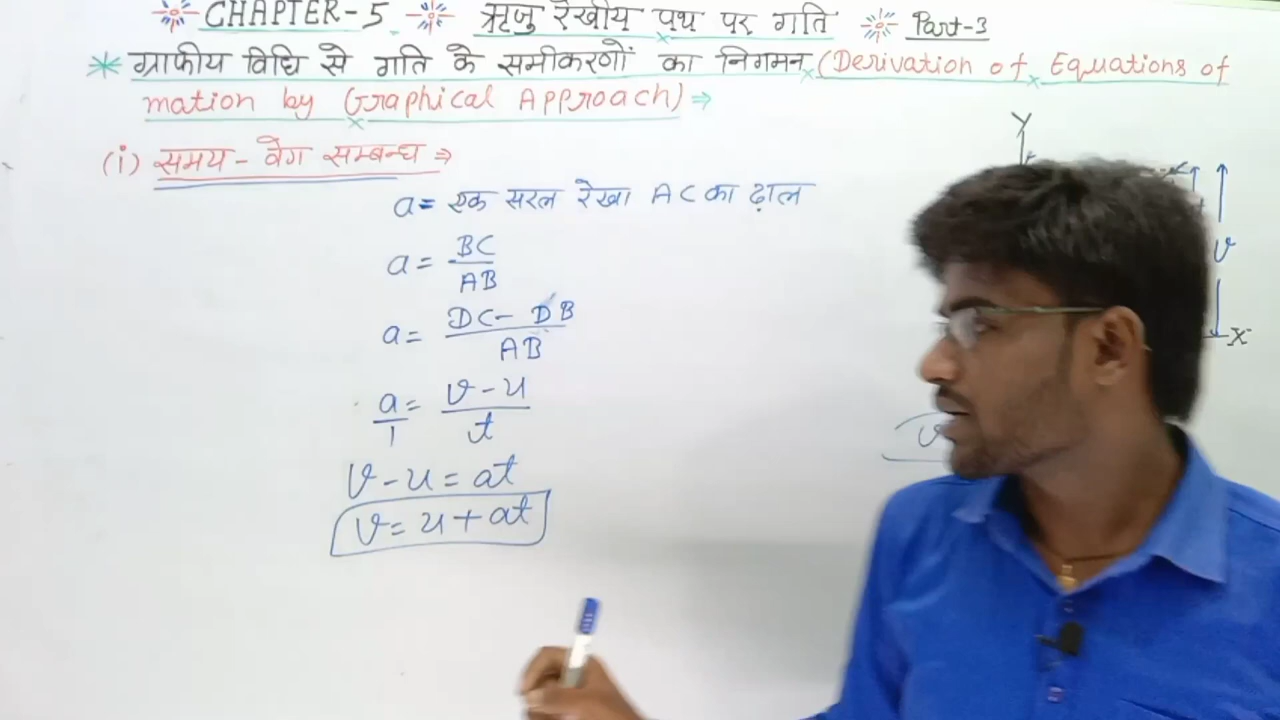 CHAPTER-5 ऋजु रेखीय पथ पर गति Part-3
* ग्राफीय विधि से गति के समीकरणों का निगमन (Derivation of Equations of
mation by Graphical Approach) ⇒
(i) समय - वेग सम्बन्ध ⇒
a = एक सरल रेखा AC का ढ़ाल
a = BC/AB
a = DC - DB/AB
a/1 = v - u/t
v - u = at
v = u + at
Y
v
X
v